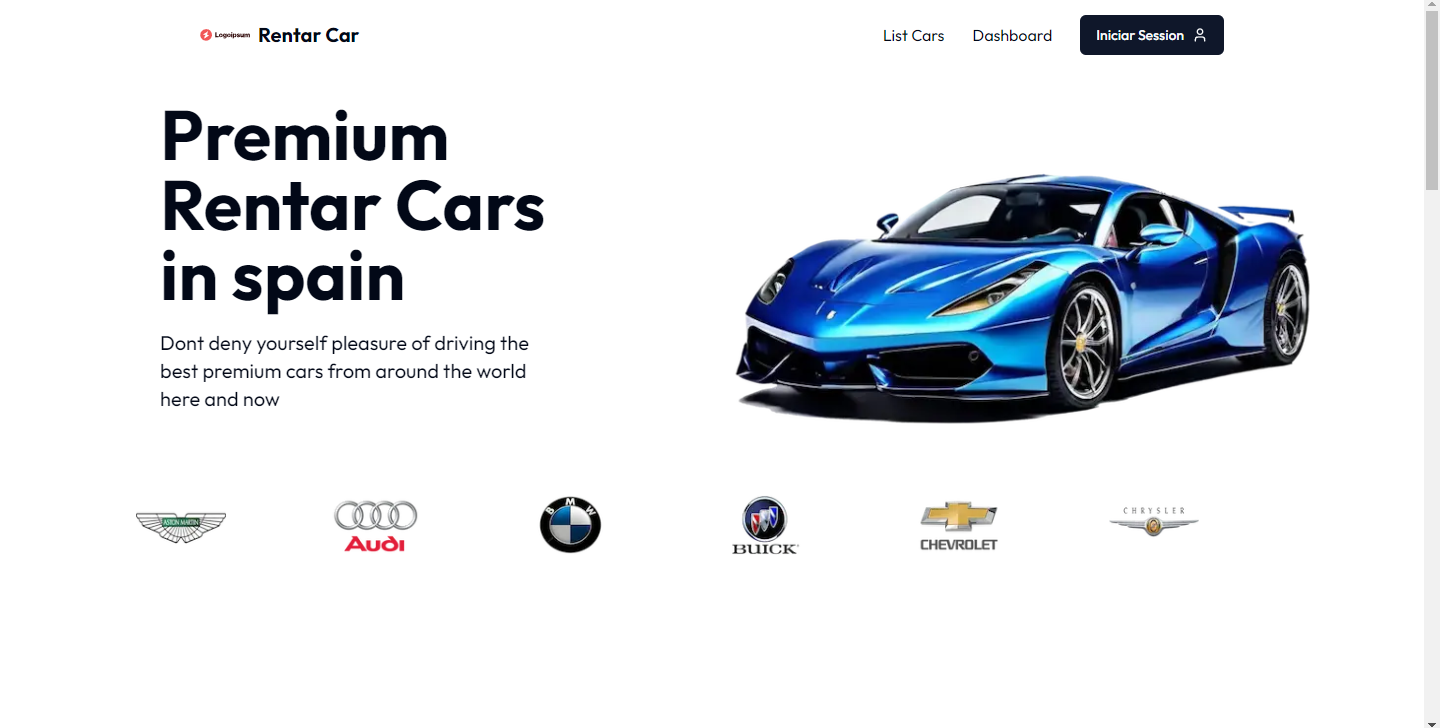 Logoipsum Rentar Car List Cars Dashboard Iniciar Session
Premium
Rentar Cars
in spain
Dont deny yourself pleasure of driving the
best premium cars from around the world
here and now
ASTON MARTIN
Audi
BMW
BUICK
CHEVROLET
CHRYSLER